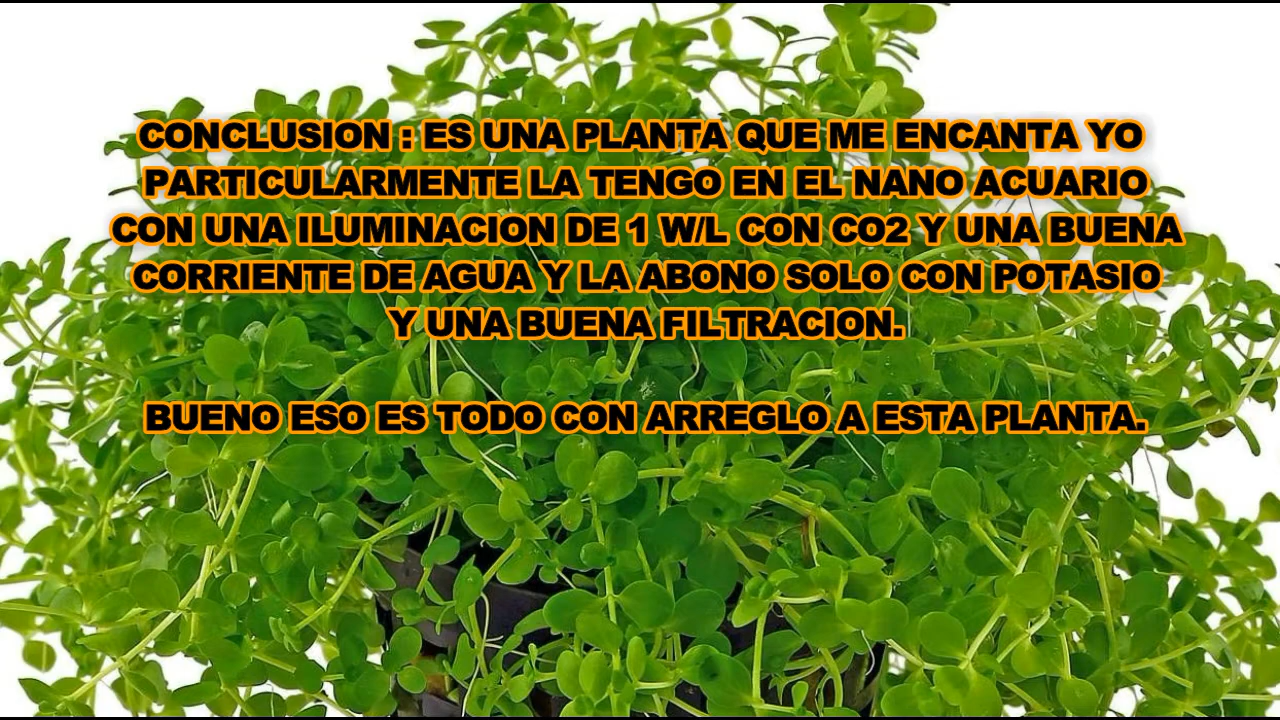 CONCLUSION : ES UNA PLANTA QUE ME ENCANTA YO
PARTICULARMENTE LA TENGO EN EL NANO ACUARIO
CON UNA ILUMINACION DE 1 W/L CON CO2 Y UNA BUENA
CORRIENTE DE AGUA Y LA ABONO SOLO CON POTASIO
Y UNA BUENA FILTRACION.
BUENO ESO ES TODO CON ARREGLO A ESTA PLANTA.